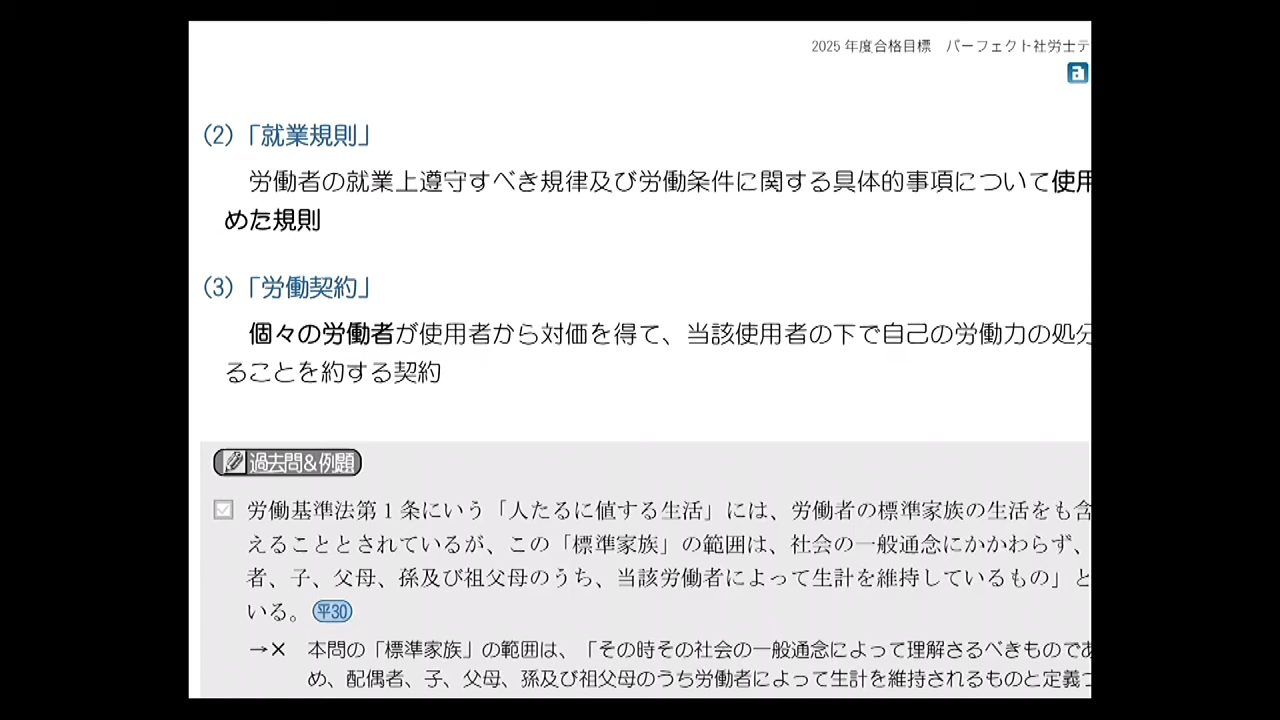 2025 年度合格目標　パーフェクト社労士テ
a
(2)「就業規則」
労働者の就業上遵守すべき規律及び労働条件に関する具体的事項について使用
めた規則
(3)「労働契約」
個々の労働者が使用者から対価を得て、当該使用者の下で自己の労働力の処分
ることを約する契約
過去問&例題
労働基準法第1条にいう「人たるに値する生活」には、労働者の標準家族の生活をも含
えることとされているが、この「標準家族」の範囲は、社会の一般通念にかかわらず、
者、子、父母、孫及び祖父母のうち、当該労働者によって生計を維持しているもの」と
いる。 平30
→× 本問の「標準家族」の範囲は、「その時その社会の一般通念によって理解さるべきものであ
め、配偶者、子、父母、孫及び祖父母のうち労働者によって生計を維持されるものと定義